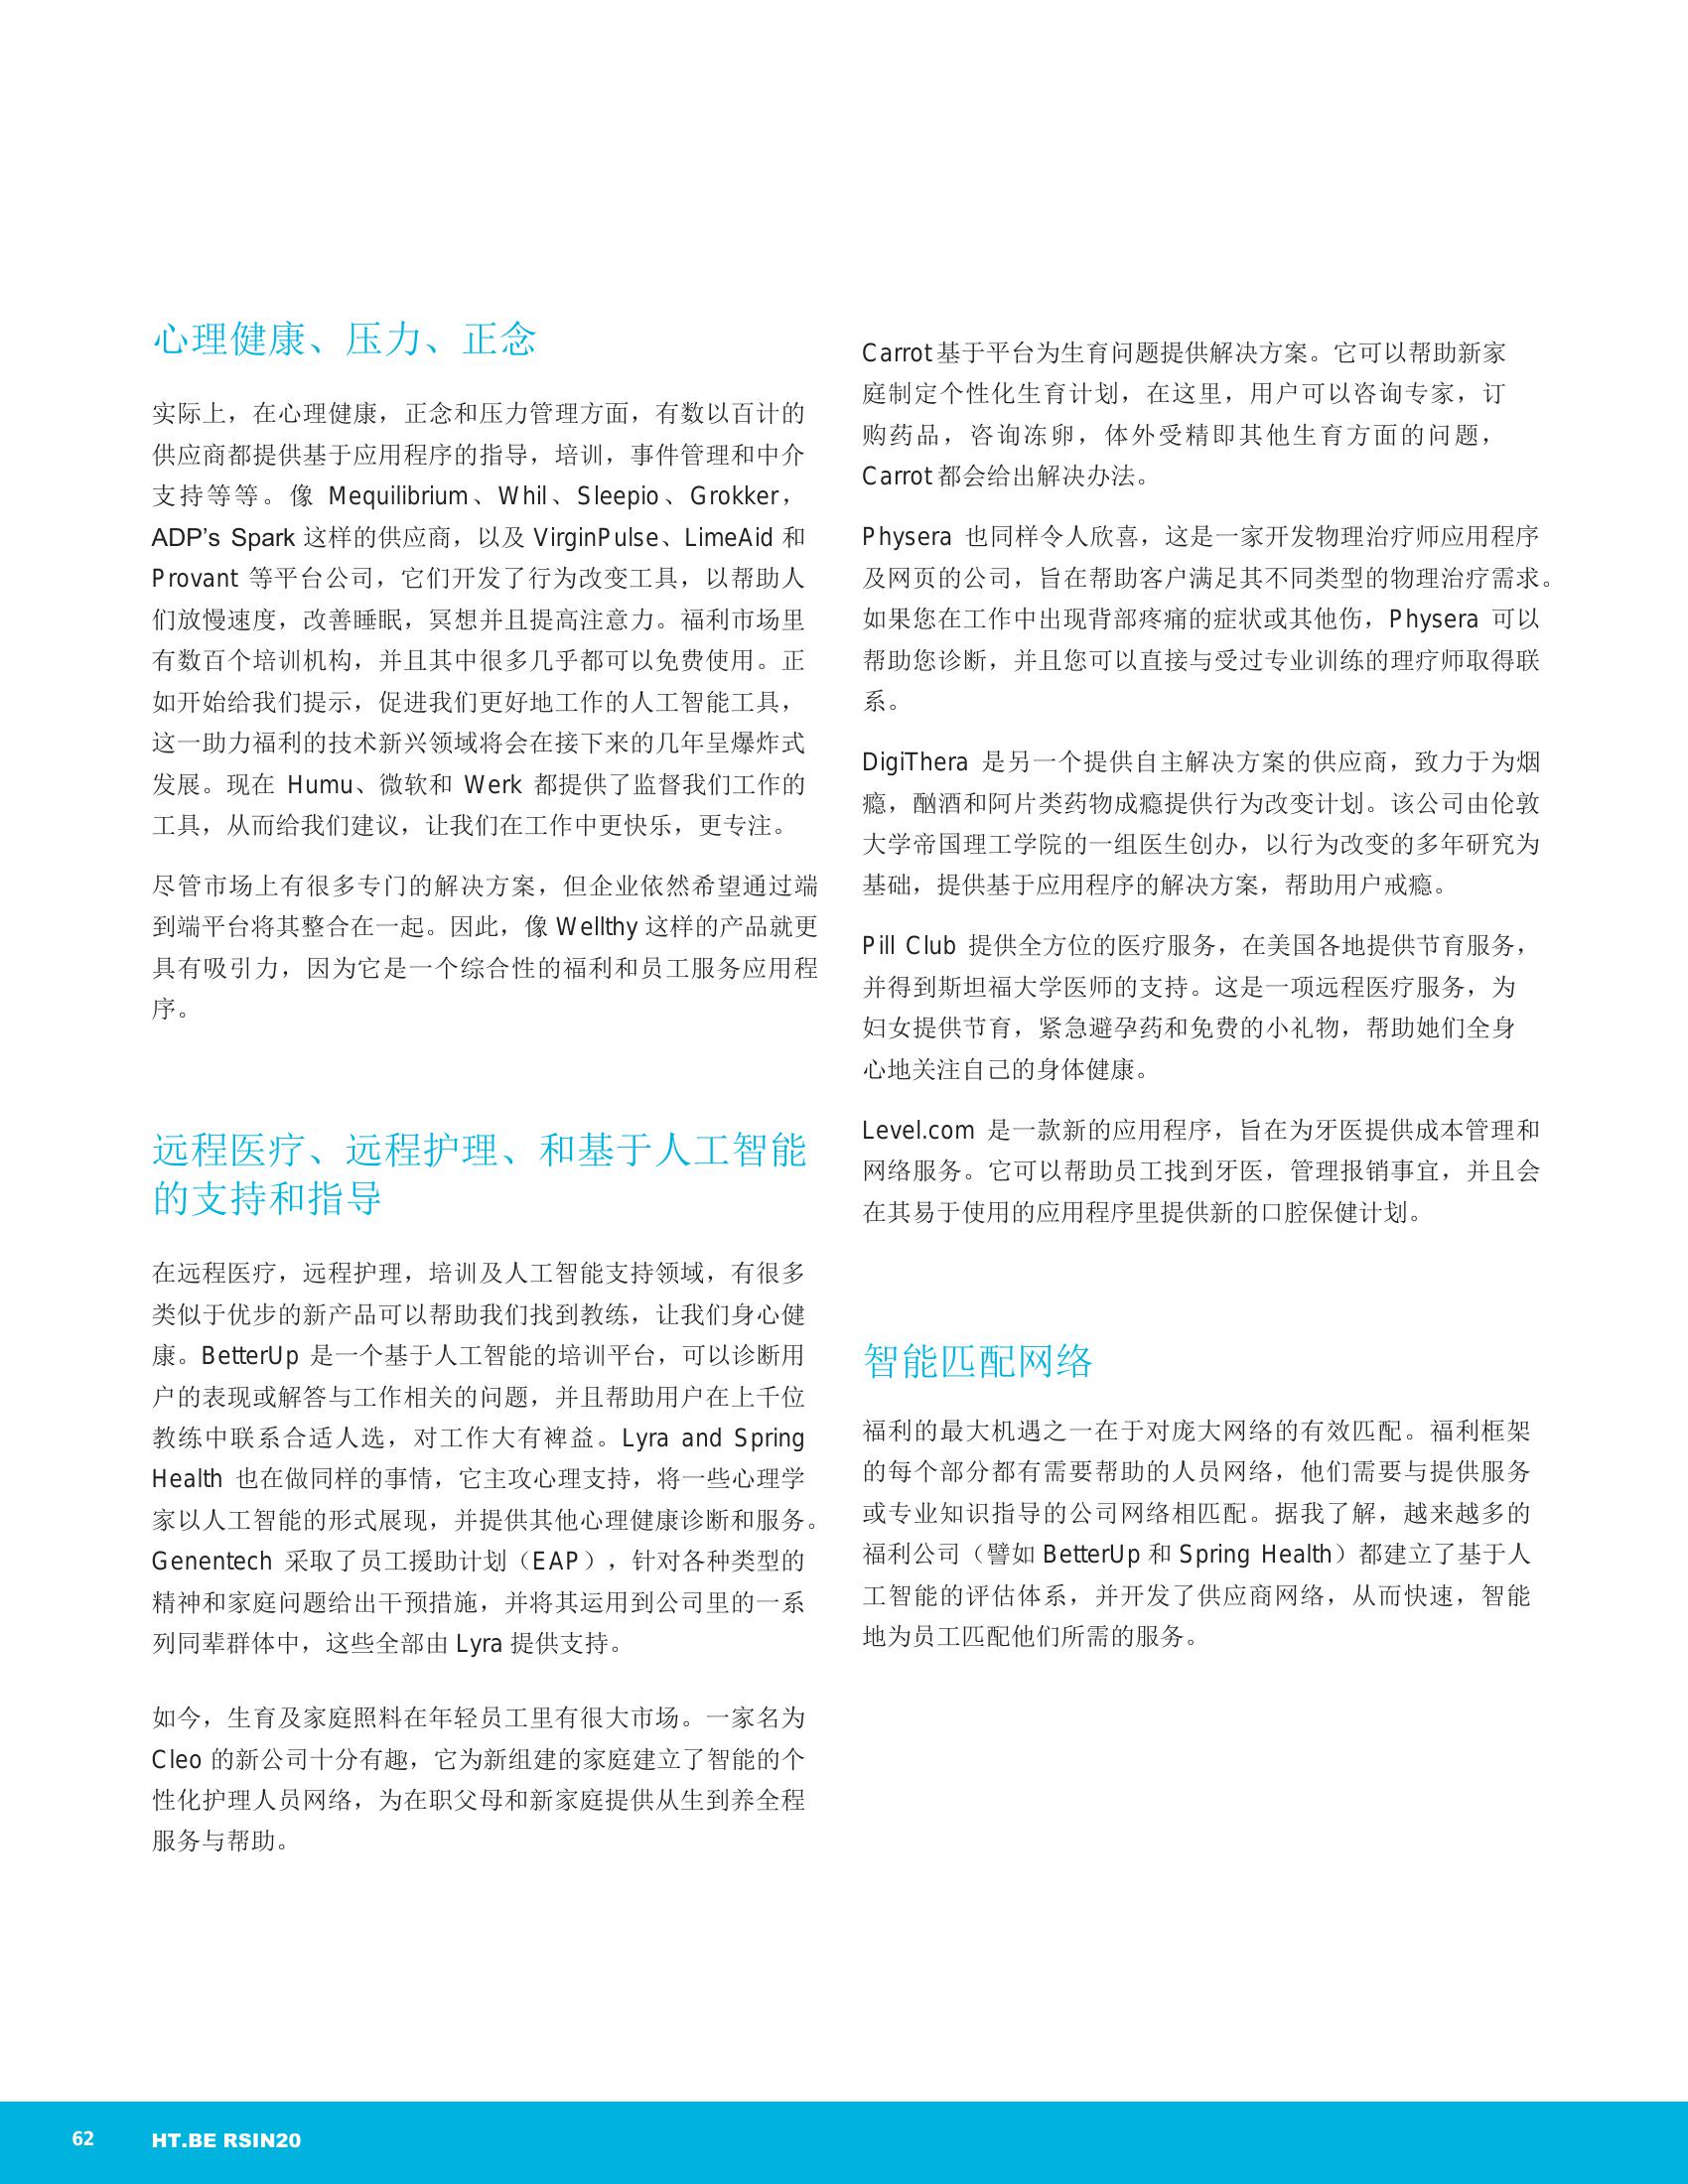 心理健康、压力、正念
实际上，在心理健康，正念和压力管理方面，有数以百计的
供应商都提供基于应用程序的指导，培训，事件管理和中介
支持等等。像 Mequilibrium、Whil、Sleepio、Grokker，
ADP’s Spark 这样的供应商，以及 VirginPulse、LimeAid 和
Provant 等平台公司，它们开发了行为改变工具，以帮助人
们放慢速度，改善睡眠，冥想并且提高注意力。福利市场里
有数百个培训机构，并且其中很多几乎都可以免费使用。正
如开始给我们提示，促进我们更好地工作的人工智能工具，
这一助力福利的技术新兴领域将会在接下来的几年呈爆炸式
发展。现在 Humu、微软和 Werk 都提供了监督我们工作的
工具，从而给我们建议，让我们在工作中更快乐，更专注。
尽管市场上有很多专门的解决方案，但企业依然希望通过端
到端平台将其整合在一起。因此，像 Wellthy 这样的产品就更
具有吸引力，因为它是一个综合性的福利和员工服务应用程
序。
远程医疗、远程护理、和基于人工智能
的支持和指导
在远程医疗，远程护理，培训及人工智能支持领域，有很多
类似于优步的新产品可以帮助我们找到教练，让我们身心健
康。BetterUp 是一个基于人工智能的培训平台，可以诊断用
户的表现或解答与工作相关的问题，并且帮助用户在上千位
教练中联系合适人选，对工作大有裨益。Lyra and Spring
Health 也在做同样的事情，它主攻心理支持，将一些心理学
家以人工智能的形式展现，并提供其他心理健康诊断和服务。
Genentech 采取了员工援助计划（EAP），针对各种类型的
精神和家庭问题给出干预措施，并将其运用到公司里的一系
列同辈群体中，这些全部由 Lyra 提供支持。
如今，生育及家庭照料在年轻员工里有很大市场。一家名为
Cleo 的新公司十分有趣，它为新组建的家庭建立了智能的个
性化护理人员网络，为在职父母和新家庭提供从生到养全程
服务与帮助。
Carrot 基于平台为生育问题提供解决方案。它可以帮助新家
庭制定个性化生育计划，在这里，用户可以咨询专家，订
购药品，咨询冻卵，体外受精即其他生育方面的问题，
Carrot 都会给出解决办法。
Physera 也同样令人欣喜，这是一家开发物理治疗师应用程序
及网页的公司，旨在帮助客户满足其不同类型的物理治疗需求。
如果您在工作中出现背部疼痛的症状或其他伤，Physera 可以
帮助您诊断，并且您可以直接与受过专业训练的理疗师取得联
系。
DigiThera 是另一个提供自主解决方案的供应商，致力于为烟
瘾，酗酒和阿片类药物成瘾提供行为改变计划。该公司由伦敦
大学帝国理工学院的一组医生创办，以行为改变的多年研究为
基础，提供基于应用程序的解决方案，帮助用户戒瘾。
Pill Club 提供全方位的医疗服务，在美国各地提供节育服务，
并得到斯坦福大学医师的支持。这是一项远程医疗服务，为
妇女提供节育，紧急避孕药和免费的小礼物，帮助她们全身
心地关注自己的身体健康。
Level.com 是一款新的应用程序，旨在为牙医提供成本管理和
网络服务。它可以帮助员工找到牙医，管理报销事宜，并且会
在其易于使用的应用程序里提供新的口腔保健计划。
智能匹配网络
福利的最大机遇之一在于对庞大网络的有效匹配。福利框架
的每个部分都有需要帮助的人员网络，他们需要与提供服务
或专业知识指导的公司网络相匹配。据我了解，越来越多的
福利公司（譬如 BetterUp 和 Spring Health）都建立了基于人
工智能的评估体系，并开发了供应商网络，从而快速，智能
地为员工匹配他们所需的服务。
62 HT.BE RSIN20